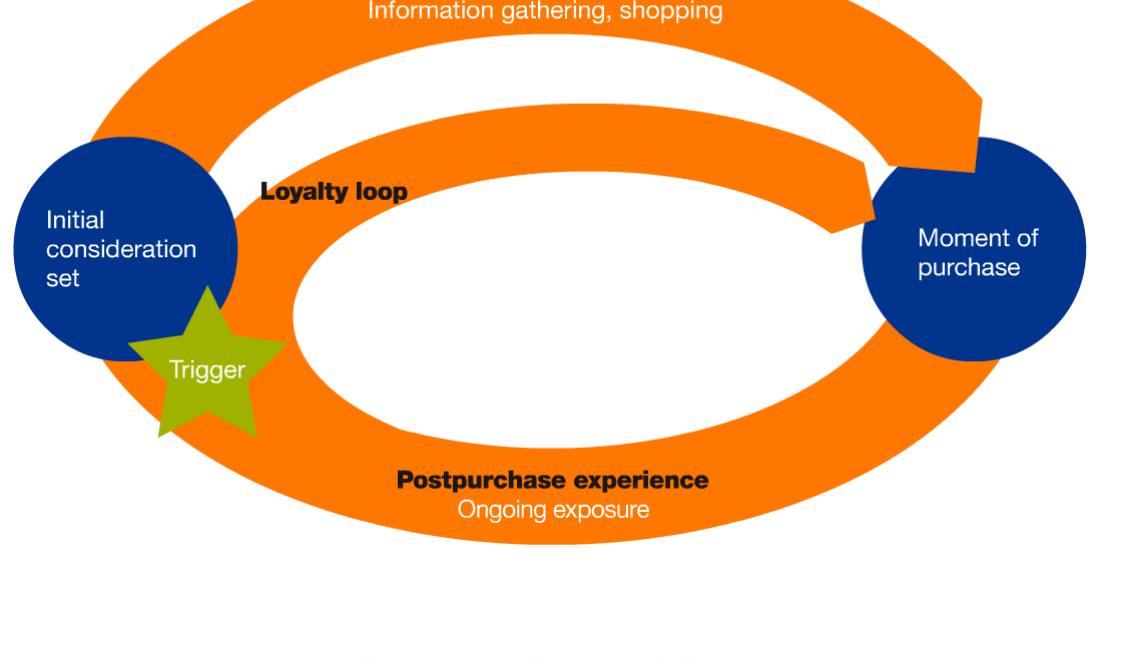 Information gathering, shopping
Loyalty loop
Initial
consideration
set
Moment of
purchase
Trigger
Postpurchase experience
Ongoing exposure